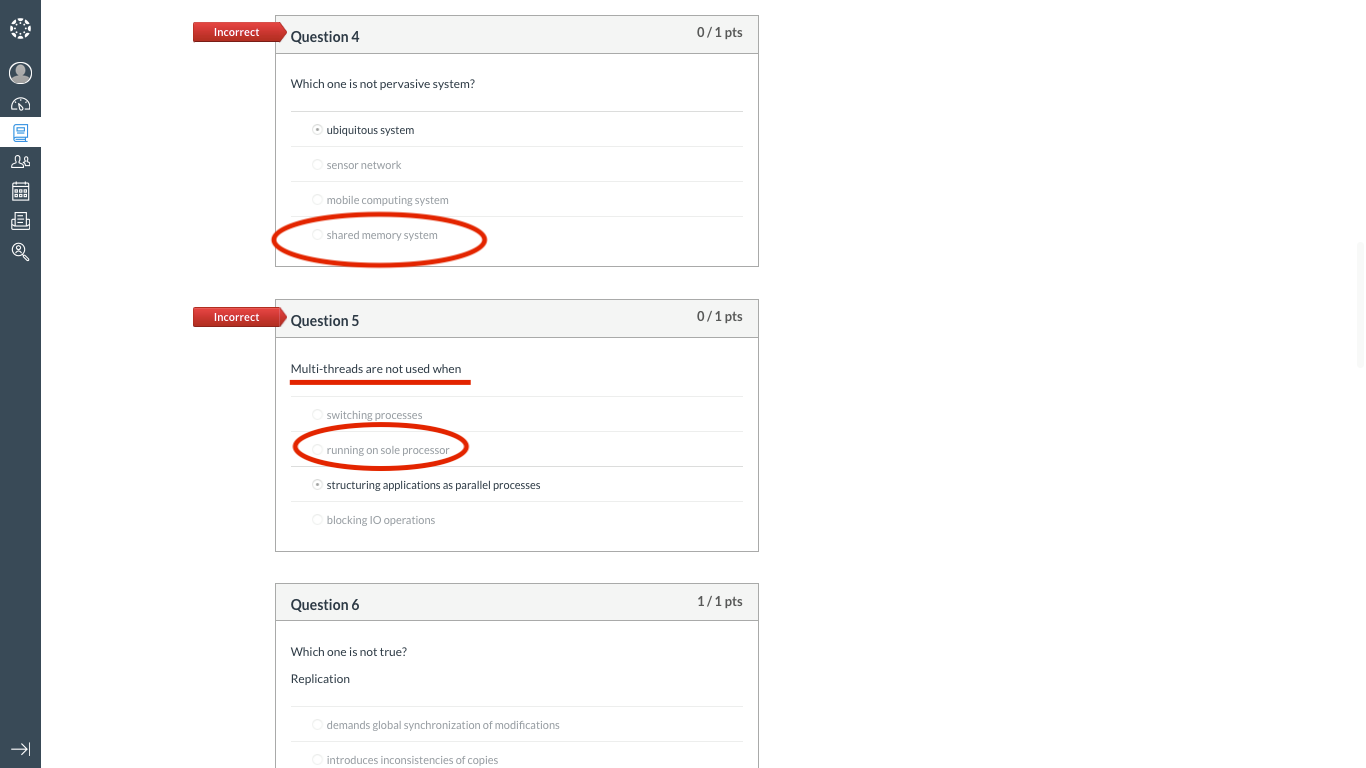 Incorrect
Question 4
0 / 1 pts
Which one is not pervasive system?
ubiquitous system
sensor network
mobile computing system
shared memory system
Incorrect
Question 5
0 / 1 pts
Multi-threads are not used when
switching processes
running on sole processor
structuring applications as parallel processes
blocking IO operations
Question 6
1 / 1 pts
Which one is not true?
Replication
demands global synchronization of modifications
introduces inconsistencies of copies